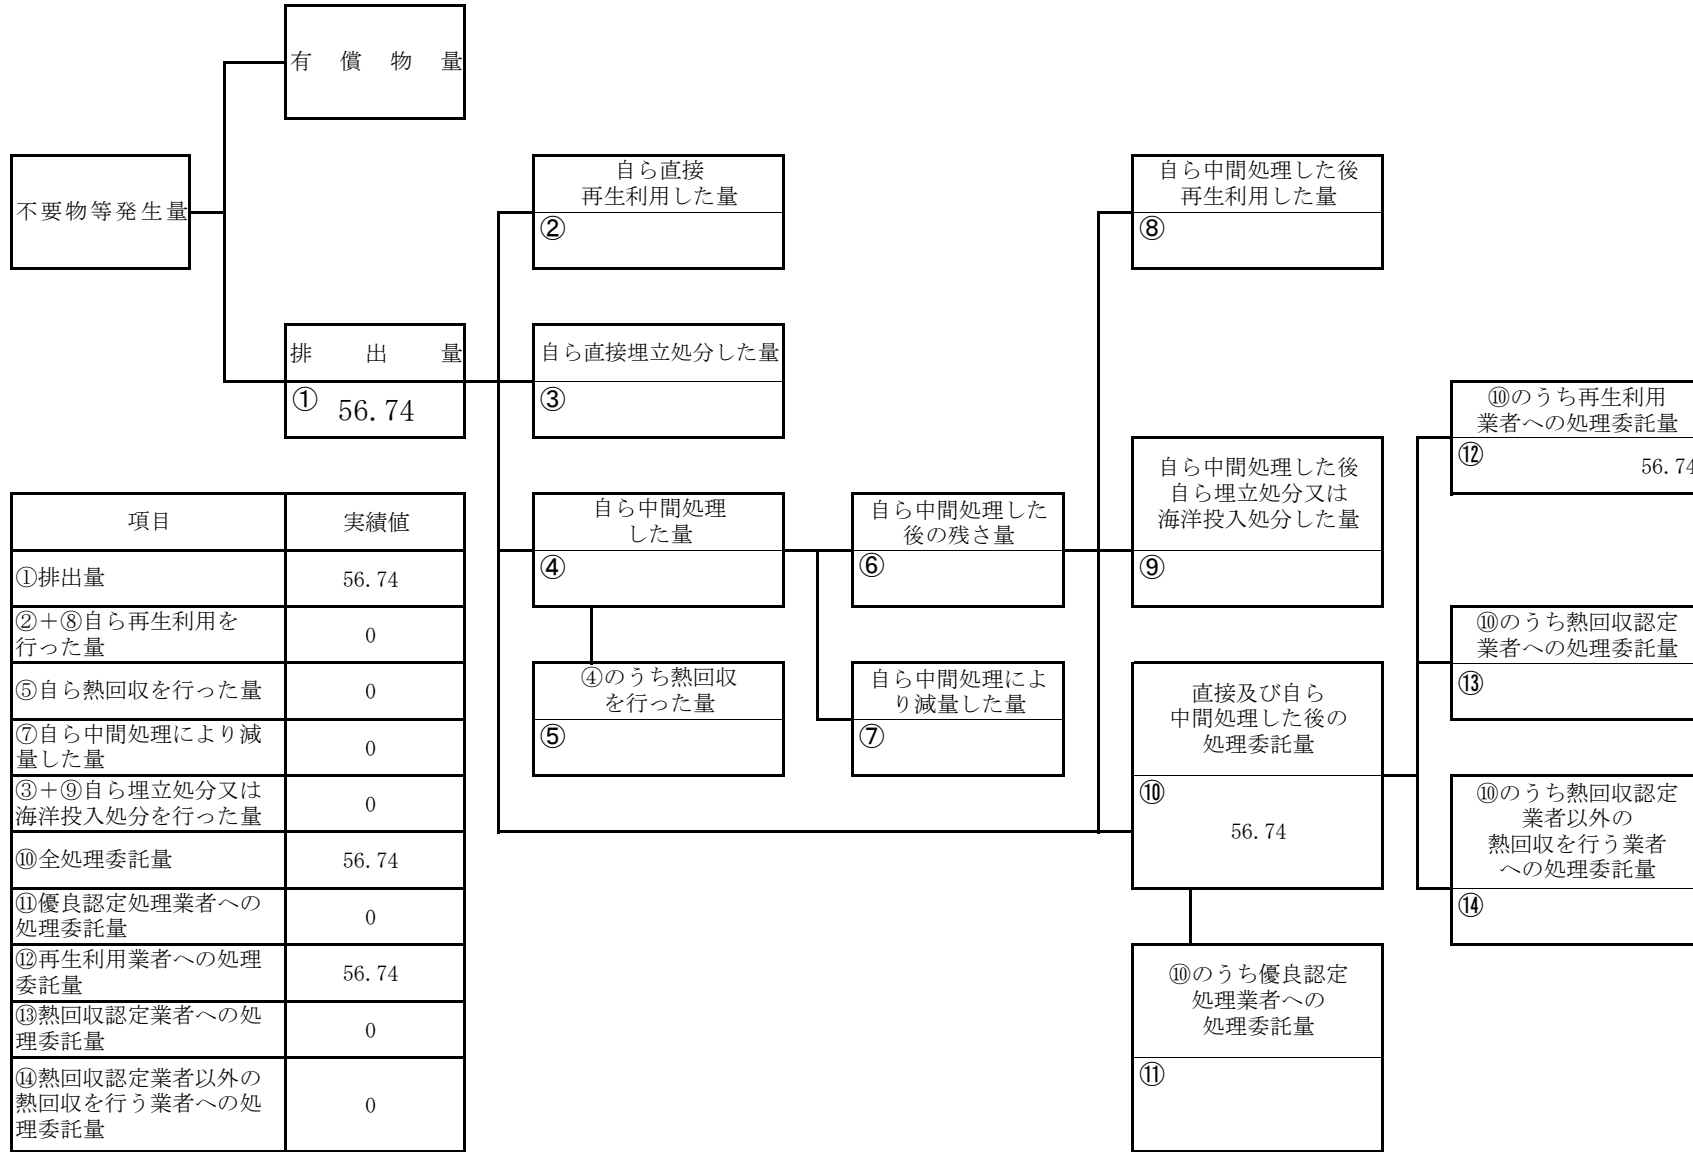 有償物量
不要物等発生量
排出量
①
56.74
自ら直接
再生利用した量
②
自ら直接埋立処分した量
③
自ら中間処理
した量
④
④のうち熱回収
を行った量
⑤
自ら中間処理した
後の残さ量
⑥
自ら中間処理によ
り減量した量
⑦
自ら中間処理した後
再生利用した量
⑧
自ら中間処理した後
自ら埋立処分又は
海洋投入処分した量
⑨
直接及び自ら
中間処理した後の
処理委託量
⑩
56.74
⑩のうち優良認定
処理業者への
処理委託量
⑪
⑩のうち再生利用
業者への処理委託量
⑫
56.74
⑩のうち熱回収認定
業者への処理委託量
⑬
⑩のうち熱回収認定
業者以外の
熱回収を行う業者
への処理委託量
⑭
項目 実績値
①排出量 56.74
②＋⑧自ら再生利用を
行った量 0
⑤自ら熱回収を行った量 0
⑦自ら中間処理により減
量した量 0
③＋⑨自ら埋立処分又は
海洋投入処分を行った量 0
⑩全処理委託量 56.74
⑪優良認定処理業者への
処理委託量 0
⑫再生利用業者への処理
委託量 56.74
⑬熱回収認定業者への処
理委託量 0
⑭熱回収認定業者以外の
熱回収を行う業者への処
理委託量 0